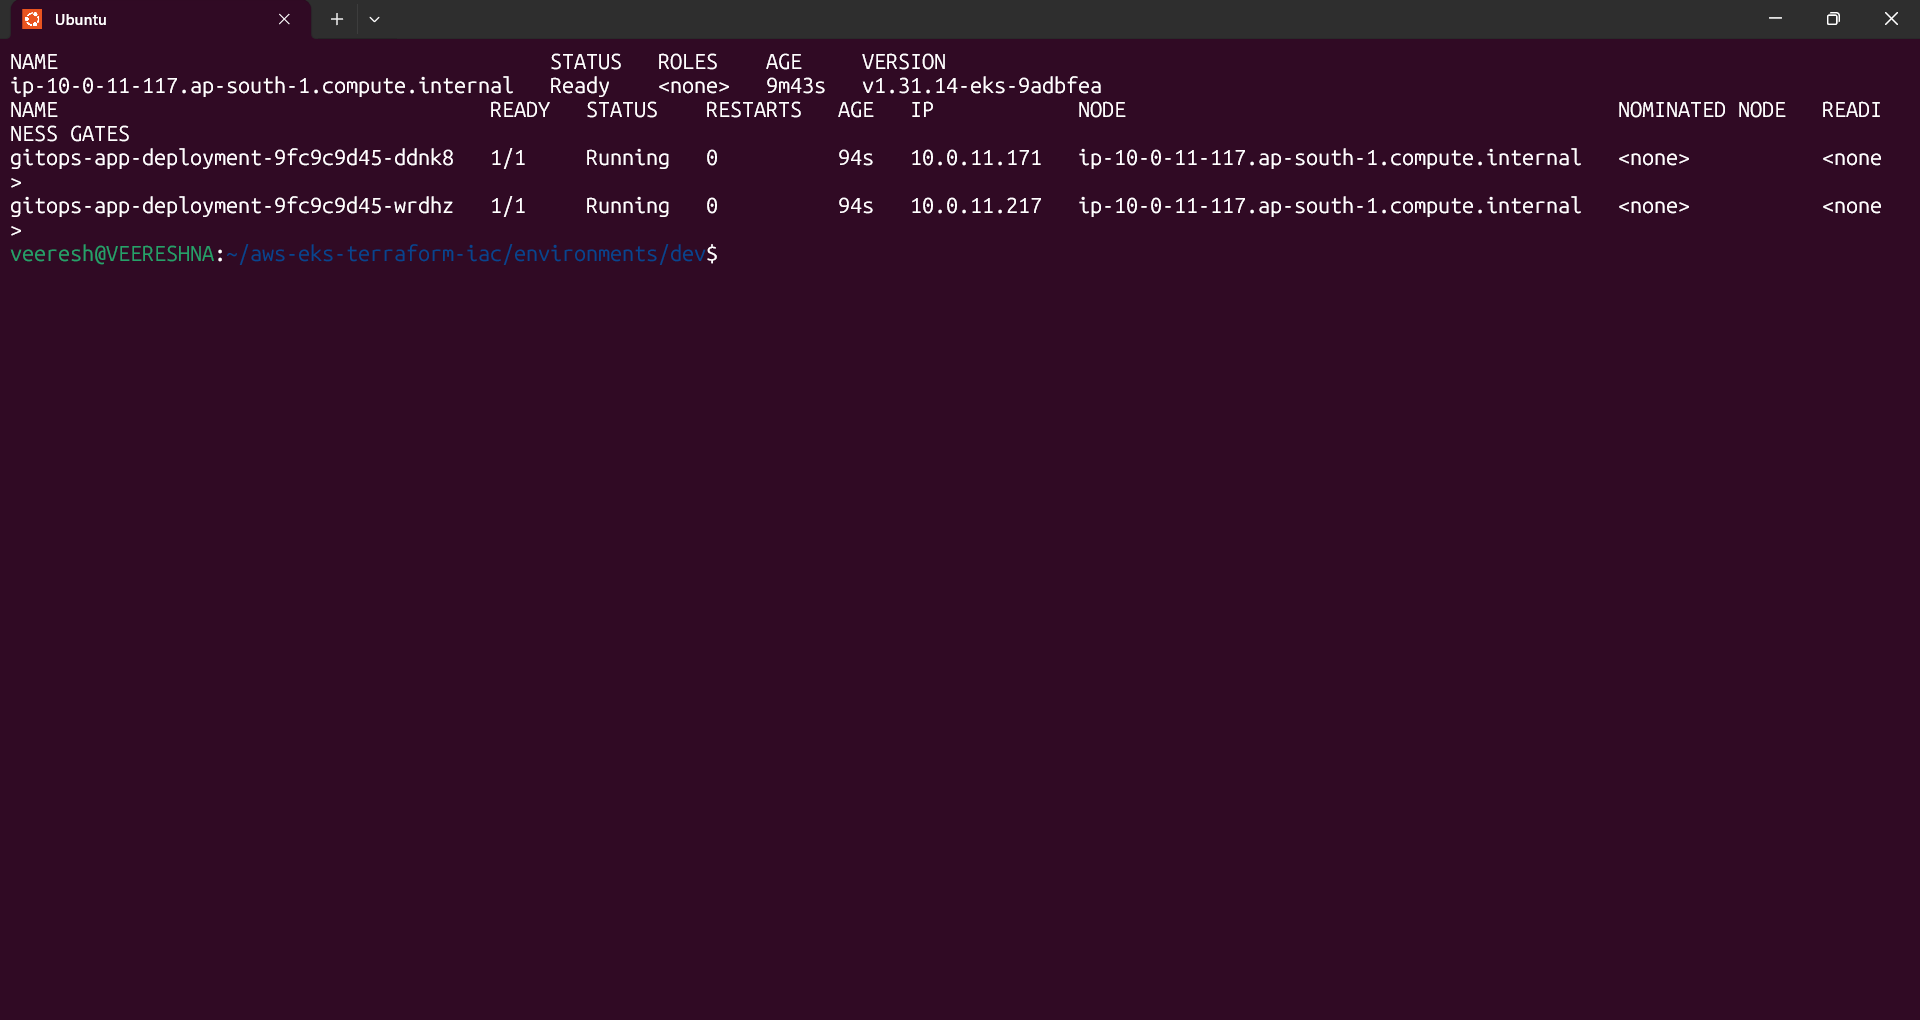 Ubuntu
NAME                                         STATUS   ROLES    AGE     VERSION
ip-10-0-11-117.ap-south-1.compute.internal   Ready    <none>   9m43s   v1.31.14-eks-9adbfea
NAME                                    READY   STATUS    RESTARTS   AGE   IP            NODE                                         NOMINATED NODE   READI
NESS GATES
gitops-app-deployment-9fc9c9d45-ddnk8   1/1     Running   0          94s   10.0.11.171   ip-10-0-11-117.ap-south-1.compute.internal   <none>           <none
>
gitops-app-deployment-9fc9c9d45-wrdhz   1/1     Running   0          94s   10.0.11.217   ip-10-0-11-117.ap-south-1.compute.internal   <none>           <none
>
veeresh@VEERESHNA:~/aws-eks-terraform-iac/environments/dev$